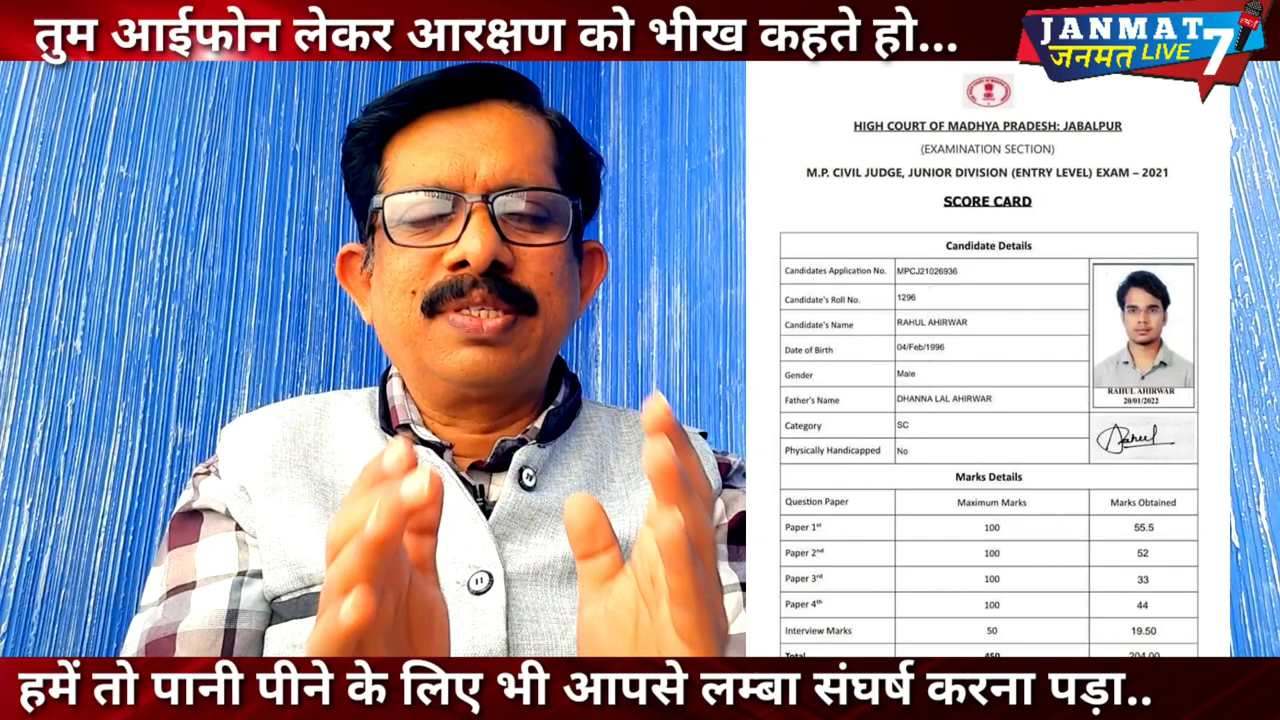 तुम आईफोन लेकर आरक्षण को भीख कहते हो...
JANMAT
जनमत LIVE 7
HIGH COURT OF MADHYA PRADESH: JABALPUR
(EXAMINATION SECTION)
M.P. CIVIL JUDGE, JUNIOR DIVISION (ENTRY LEVEL) EXAM – 2021
SCORE CARD
Candidate Details
Candidates Application No. MPCJ21026936
Candidate's Roll No. 1296
Candidate's Name RAHUL AHIRWAR
Date of Birth 04/Feb/1996
Gender Male
Father's Name DHANNA LAL AHIRWAR
Category SC
Physically Handicapped No
RAHUL AHIRWAR
20/01/2022
Rahul
Marks Details
Question Paper Maximum Marks Marks Obtained
Paper 1st 100 55.5
Paper 2nd 100 52
Paper 3rd 100 33
Paper 4th 100 44
Interview Marks 50 19.50
Total 450 204.00
हमें तो पानी पीने के लिए भी आपसे लम्बा संघर्ष करना पड़ा..